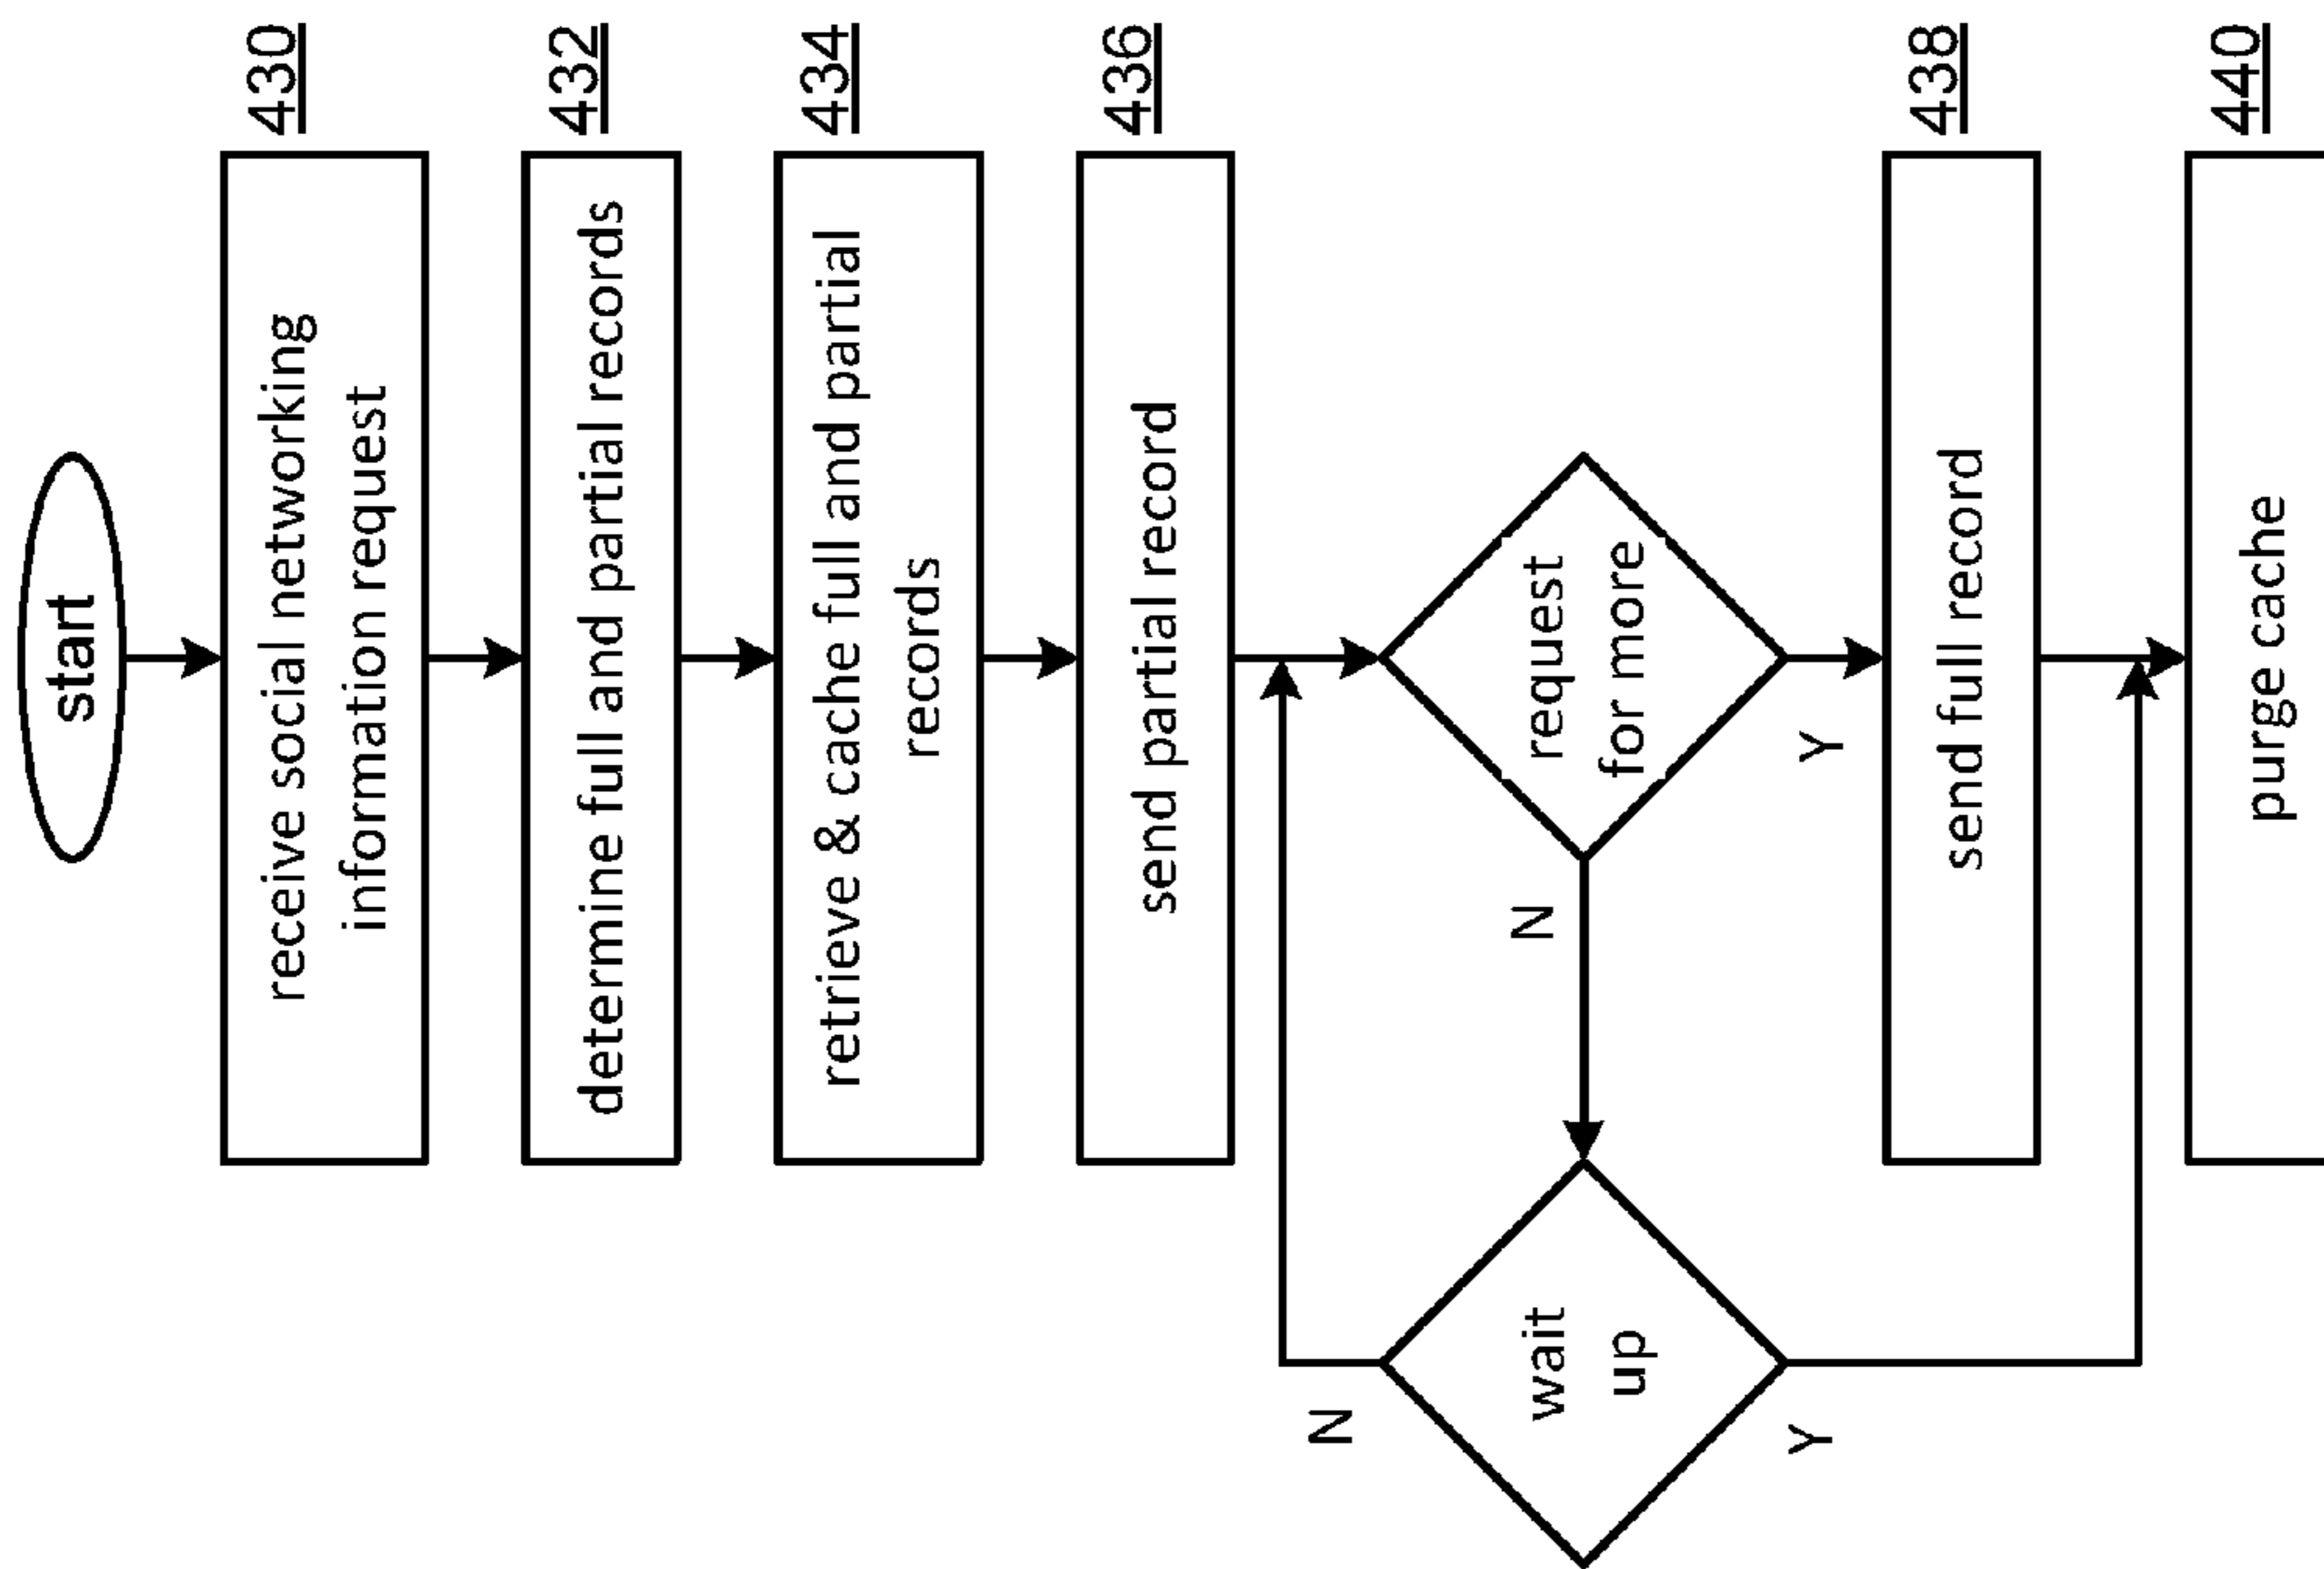 start
430
receive social networking
information request
432
determine full and partial records
434
retrieve & cache full and partial
records
436
send partial record
request
for more
N
Y
wait
up
N
Y
438
send full record
440
purge cache